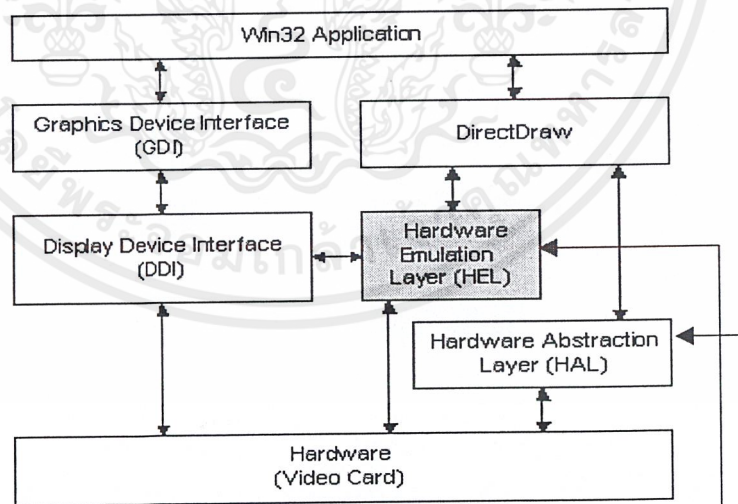 Win32 Application
Graphics Device Interface
(GDI)
DirectDraw
Display Device Interface
(DDI)
Hardware
Emulation
Layer (HEL)
Hardware Abstraction
Layer (HAL)
Hardware
(Video Card)